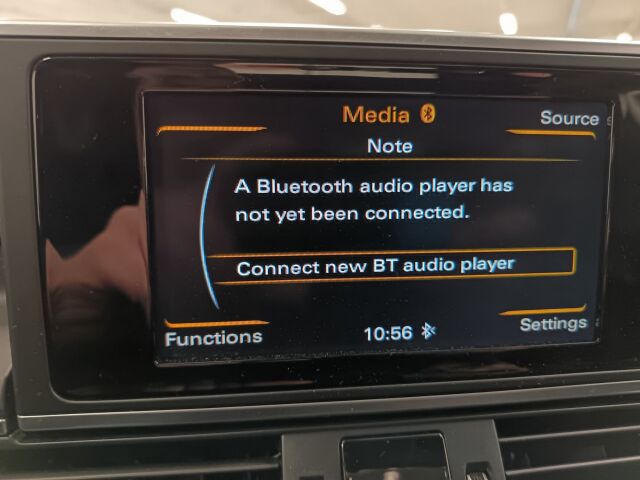 Media
Source
Note
A Bluetooth audio player has
not yet been connected.
Connect new BT audio player
Functions
10:56
Settings